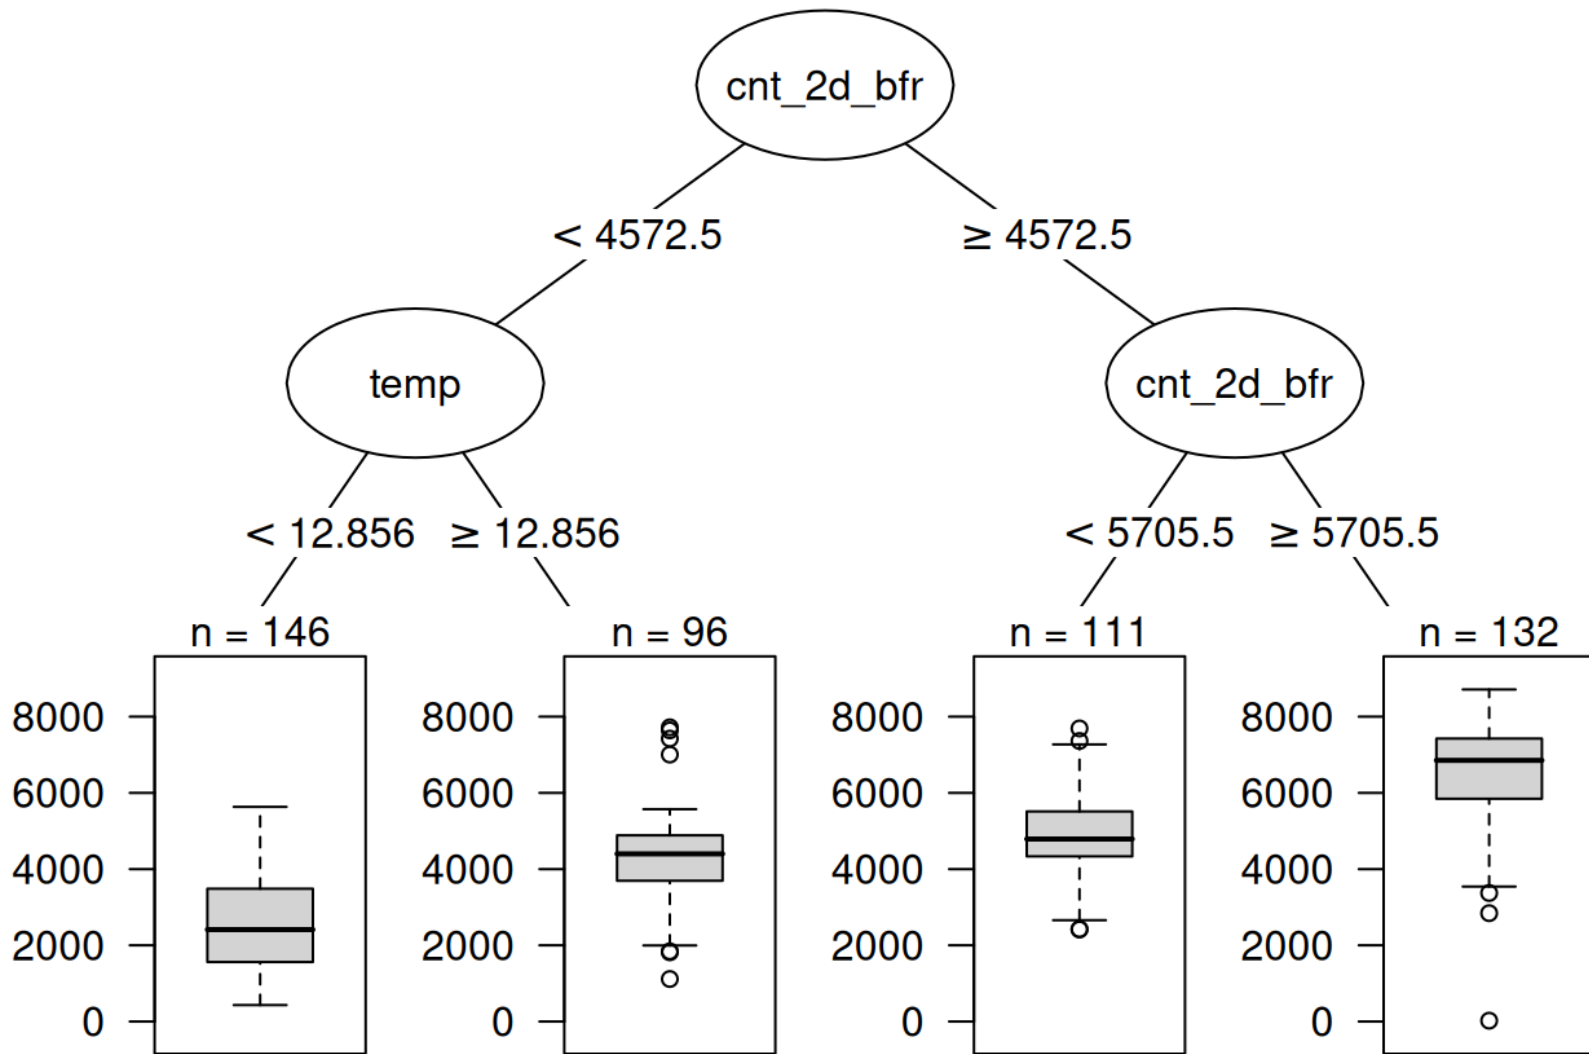 cnt_2d_bfr
< 4572.5 ≥ 4572.5
temp cnt_2d_bfr
< 12.856 ≥ 12.856 < 5705.5 ≥ 5705.5
n = 146 n = 96 n = 111 n = 132
8000 8000 8000 8000
6000 6000 6000 6000
4000 4000 4000 4000
2000 2000 2000 2000
0 0 0 0